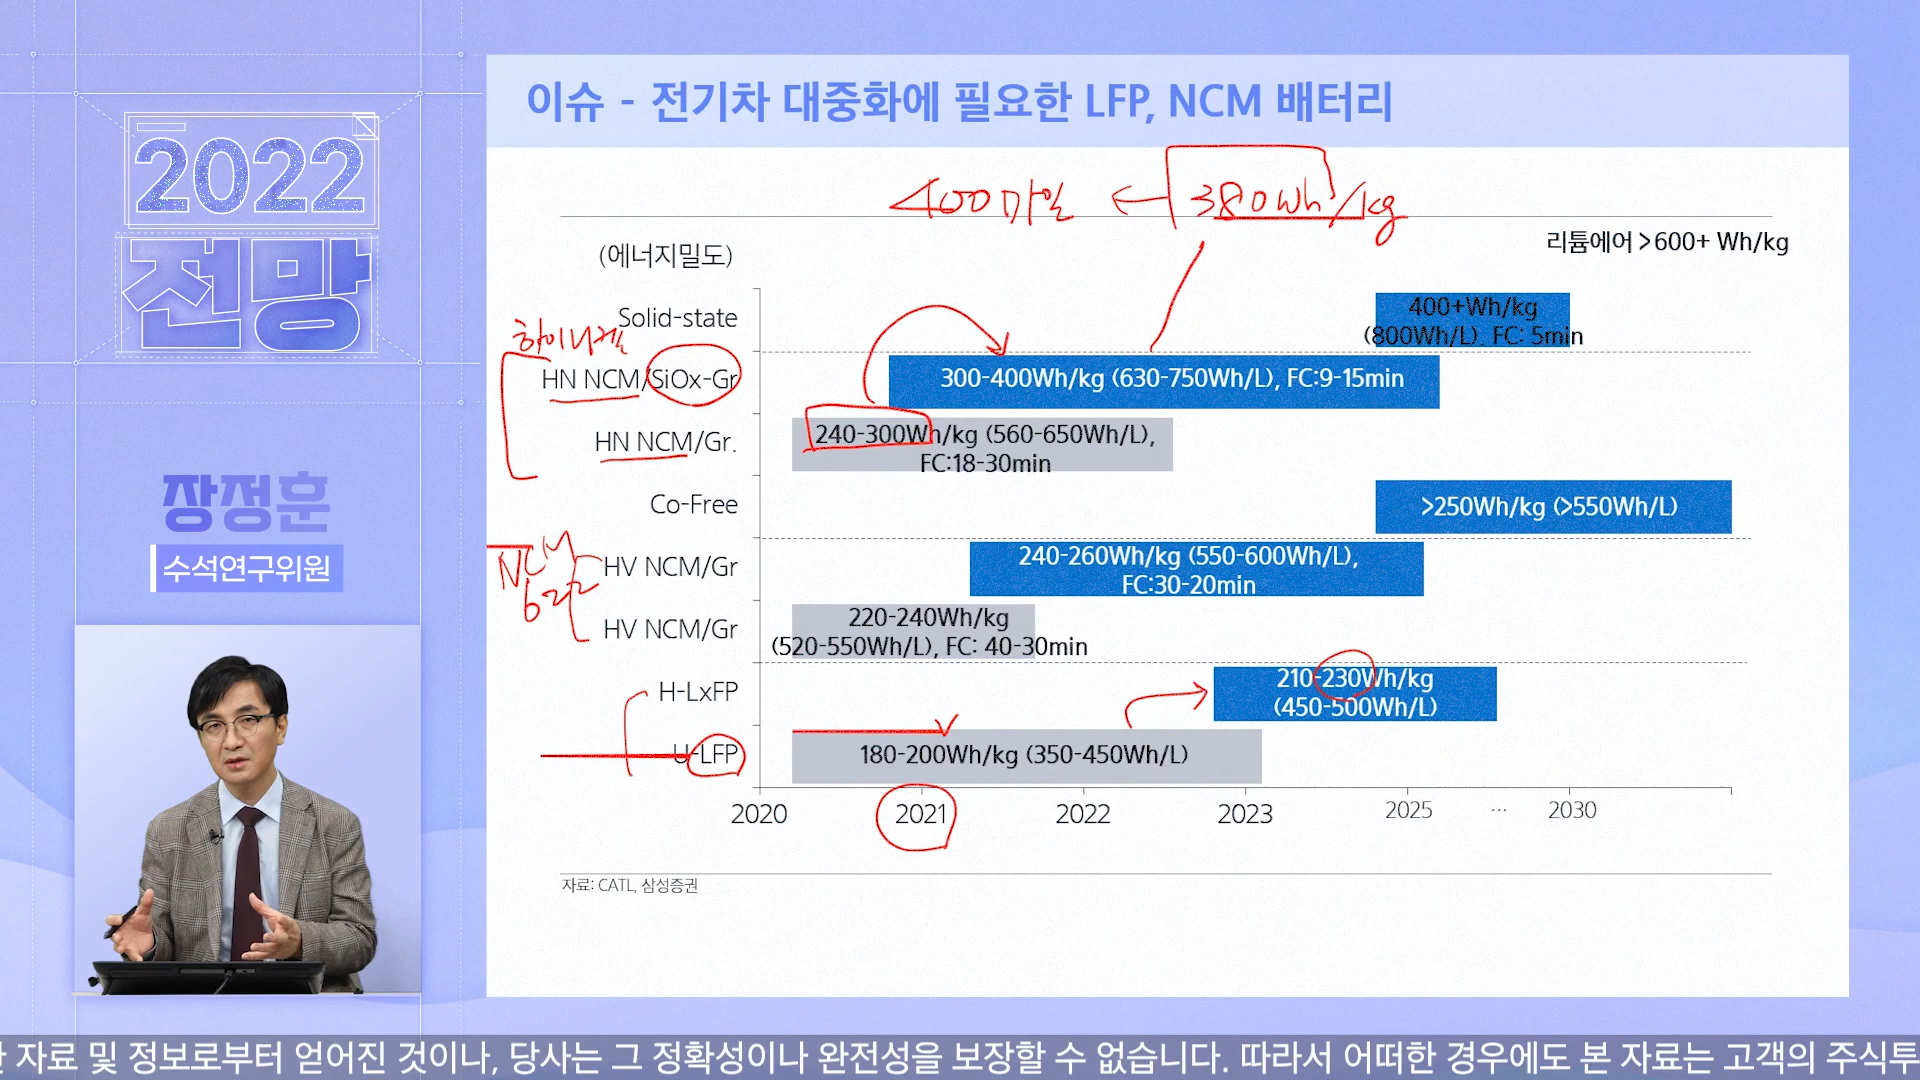 2022
전망
장정훈
수석연구위원
이슈 - 전기차 대중화에 필요한 LFP, NCM 배터리
400마일 ← 380Wh/kg
리튬에어 > 600+ Wh/kg
(에너지밀도)
Solid-state
400+Wh/kg
(800Wh/L), FC: 5min
하이니켈
HN NCM/SiOx-Gr
300-400Wh/kg (630-750Wh/L), FC:9-15min
HN NCM/Gr.
240-300Wh/kg (560-650Wh/L),
FC:18-30min
Co-Free
>250Wh/kg (>550Wh/L)
NCM
622
HV NCM/Gr
240-260Wh/kg (550-600Wh/L),
FC:30-20min
HV NCM/Gr
220-240Wh/kg
(520-550Wh/L), FC: 40-30min
H-LxFP
210-230Wh/kg
(450-500Wh/L)
U-LFP
180-200Wh/kg (350-450Wh/L)
2020 2021 2022 2023 2025 ... 2030
자료: CATL, 삼성증권
자료 및 정보로부터 얻어진 것이나, 당사는 그 정확성이나 완전성을 보장할 수 없습니다. 따라서 어떠한 경우에도 본 자료는 고객의 주식투